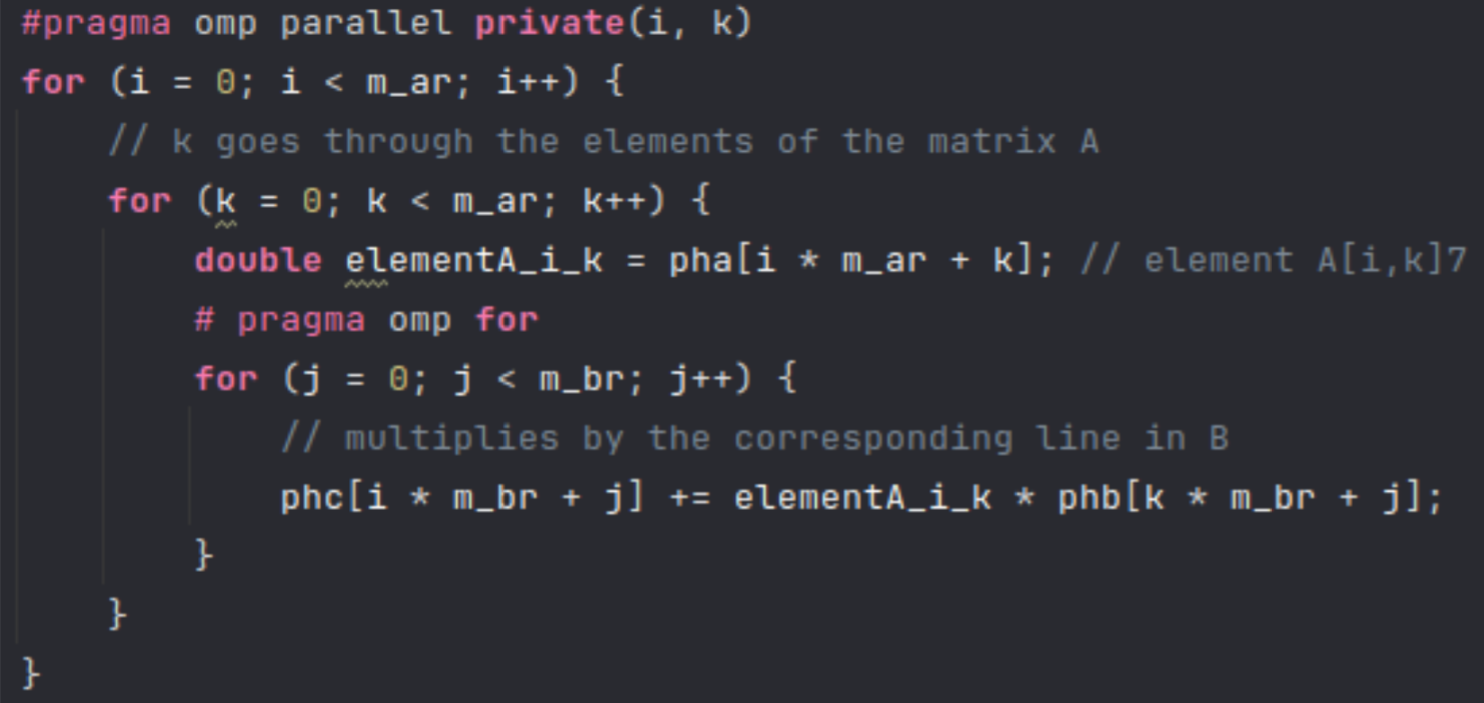 #pragma omp parallel private(i, k)
for (i = 0; i < m_ar; i++) {
    // k goes through the elements of the matrix A
    for (k = 0; k < m_ar; k++) {
        double elementA_i_k = pha[i * m_ar + k]; // element A[i,k]7
        # pragma omp for
        for (j = 0; j < m_br; j++) {
            // multiplies by the corresponding line in B
            phc[i * m_br + j] += elementA_i_k * phb[k * m_br + j];
        }
    }
}